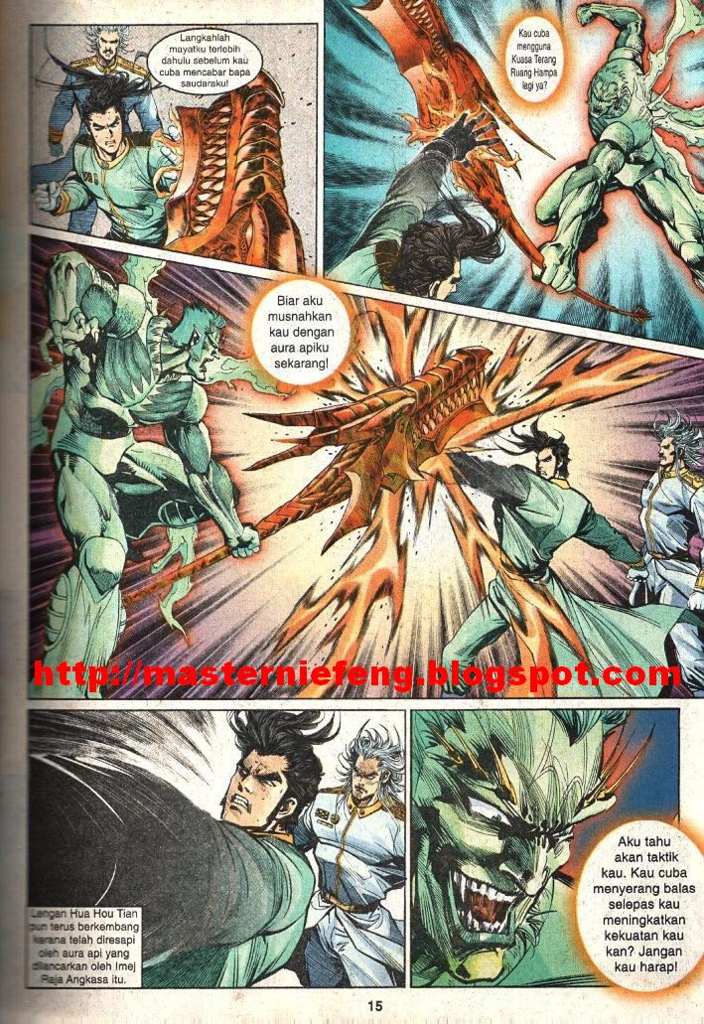 Langkahlah
mayatku terlebih
dahulu sebelum kau
cuba mencabar bapa
saudaraku!
Kau cuba
mengguna
Kuasa Terang
Ruang Hampa
lagi ya?
Biar aku
musnahkan
kau dengan
aura apiku
sekarang!
http://masterniefeng.blogspot.com
Lengan Hua Hou Tian
pun terus berkembang
kerana telah diresapi
oleh aura api yang
dilancarkan oleh Imej
Raja Angkasa itu.
Aku tahu
akan taktik
kau. Kau cuba
menyerang balas
selepas kau
meningkatkan
kekuatan kau
kan? Jangan
kau harap!
15